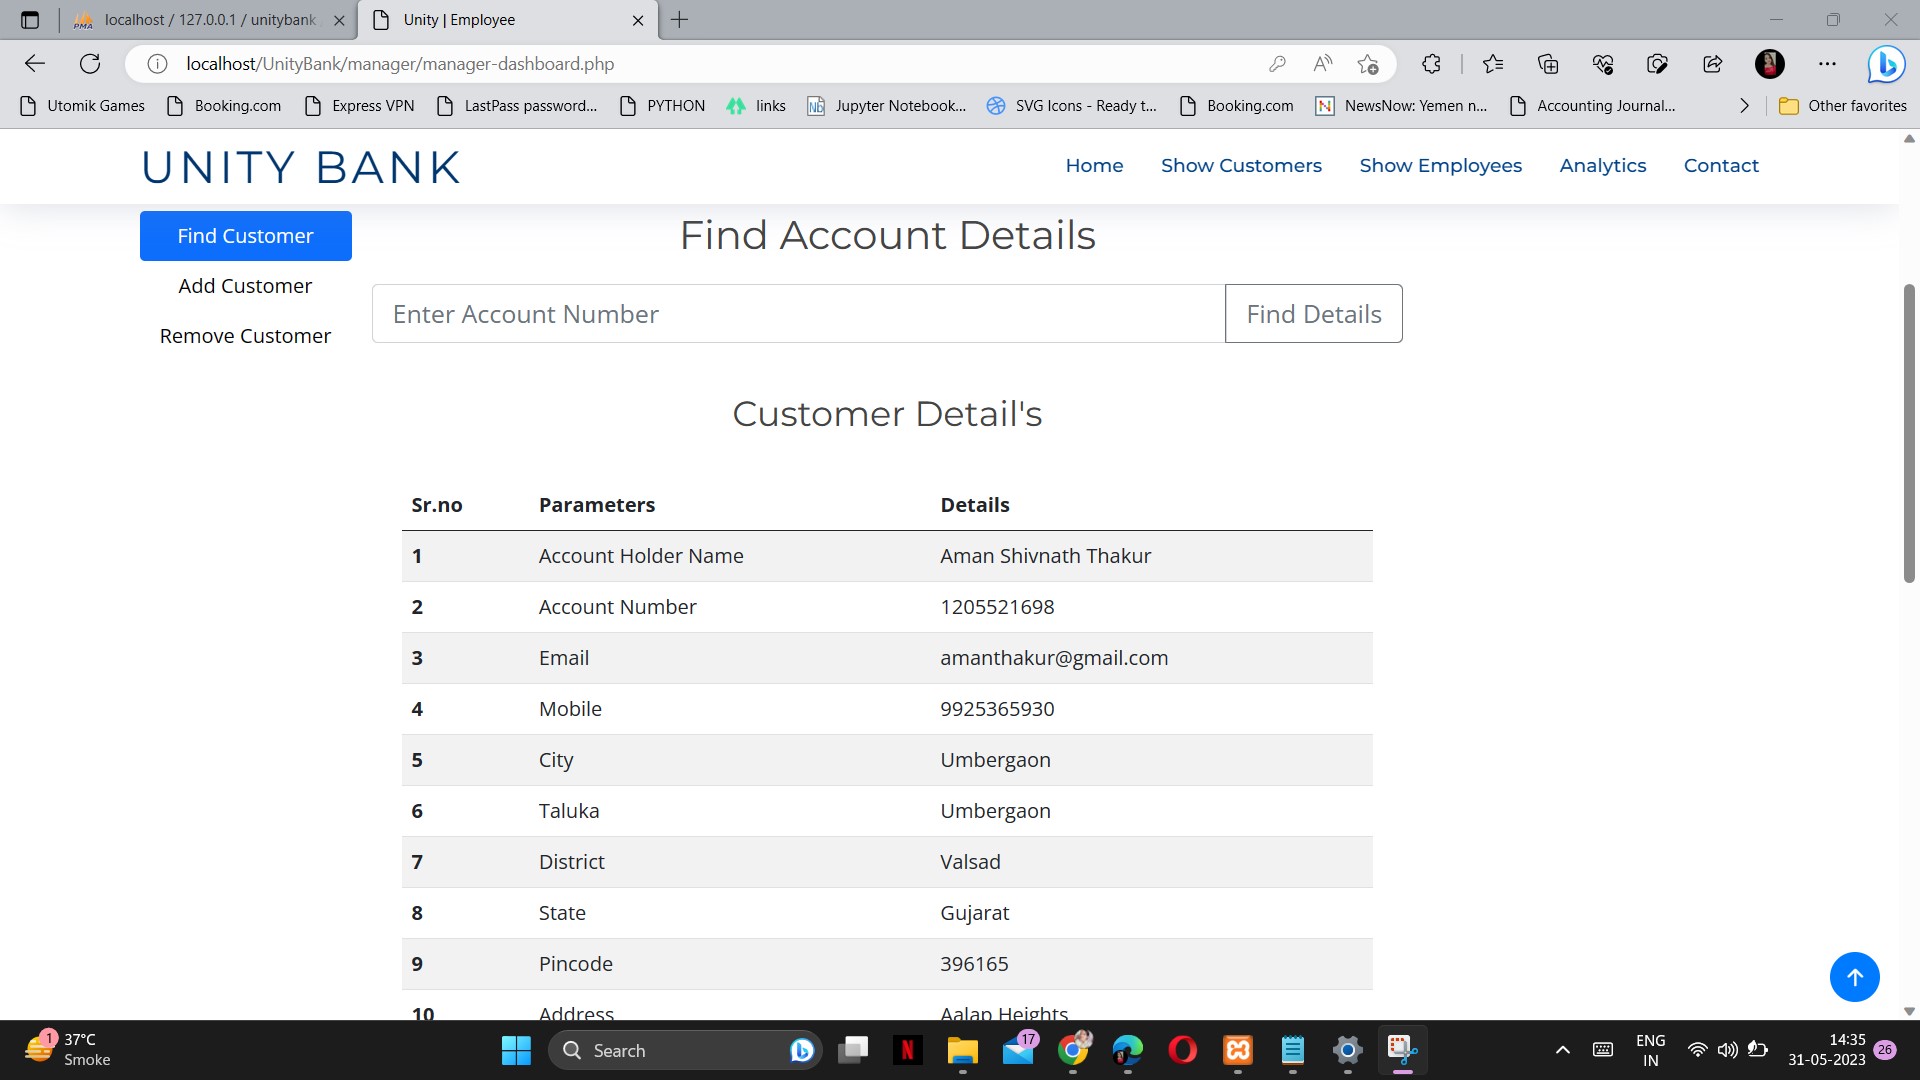 localhost / 127.0.0.1 / unitybank
Unity | Employee
localhost/UnityBank/manager/manager-dashboard.php
Utomik Games
Booking.com
Express VPN
LastPass password...
PYTHON
links
Jupyter Notebook...
SVG Icons - Ready t...
Booking.com
NewsNow: Yemen n...
Accounting Journal...
Other favorites
UNITY BANK
Home
Show Customers
Show Employees
Analytics
Contact
Find Customer
Add Customer
Remove Customer
Find Account Details
Enter Account Number
Find Details
Customer Detail's
Sr.no Parameters Details
1 Account Holder Name Aman Shivnath Thakur
2 Account Number 1205521698
3 Email amanthakur@gmail.com
4 Mobile 9925365930
5 City Umbergaon
6 Taluka Umbergaon
7 District Valsad
8 State Gujarat
9 Pincode 396165
10 Address Aalap Heights
1
37°C
Smoke
Search
N
17
ENG
IN
14:35
31-05-2023
26